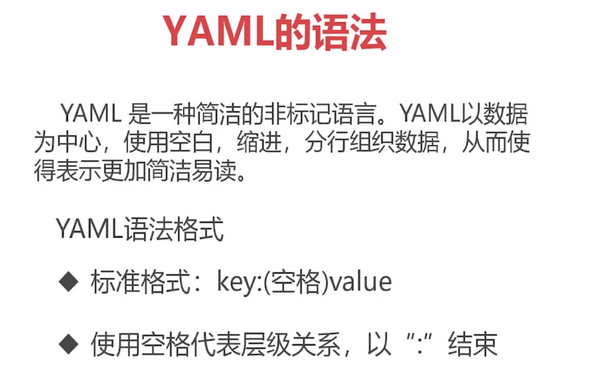 YAML的语法
YAML 是一种简洁的非标记语言。YAML以数据
为中心，使用空白，缩进，分行组织数据，从而使
得表示更加简洁易读。
YAML语法格式
◆ 标准格式：key:(空格)value
◆ 使用空格代表层级关系，以“:”结束